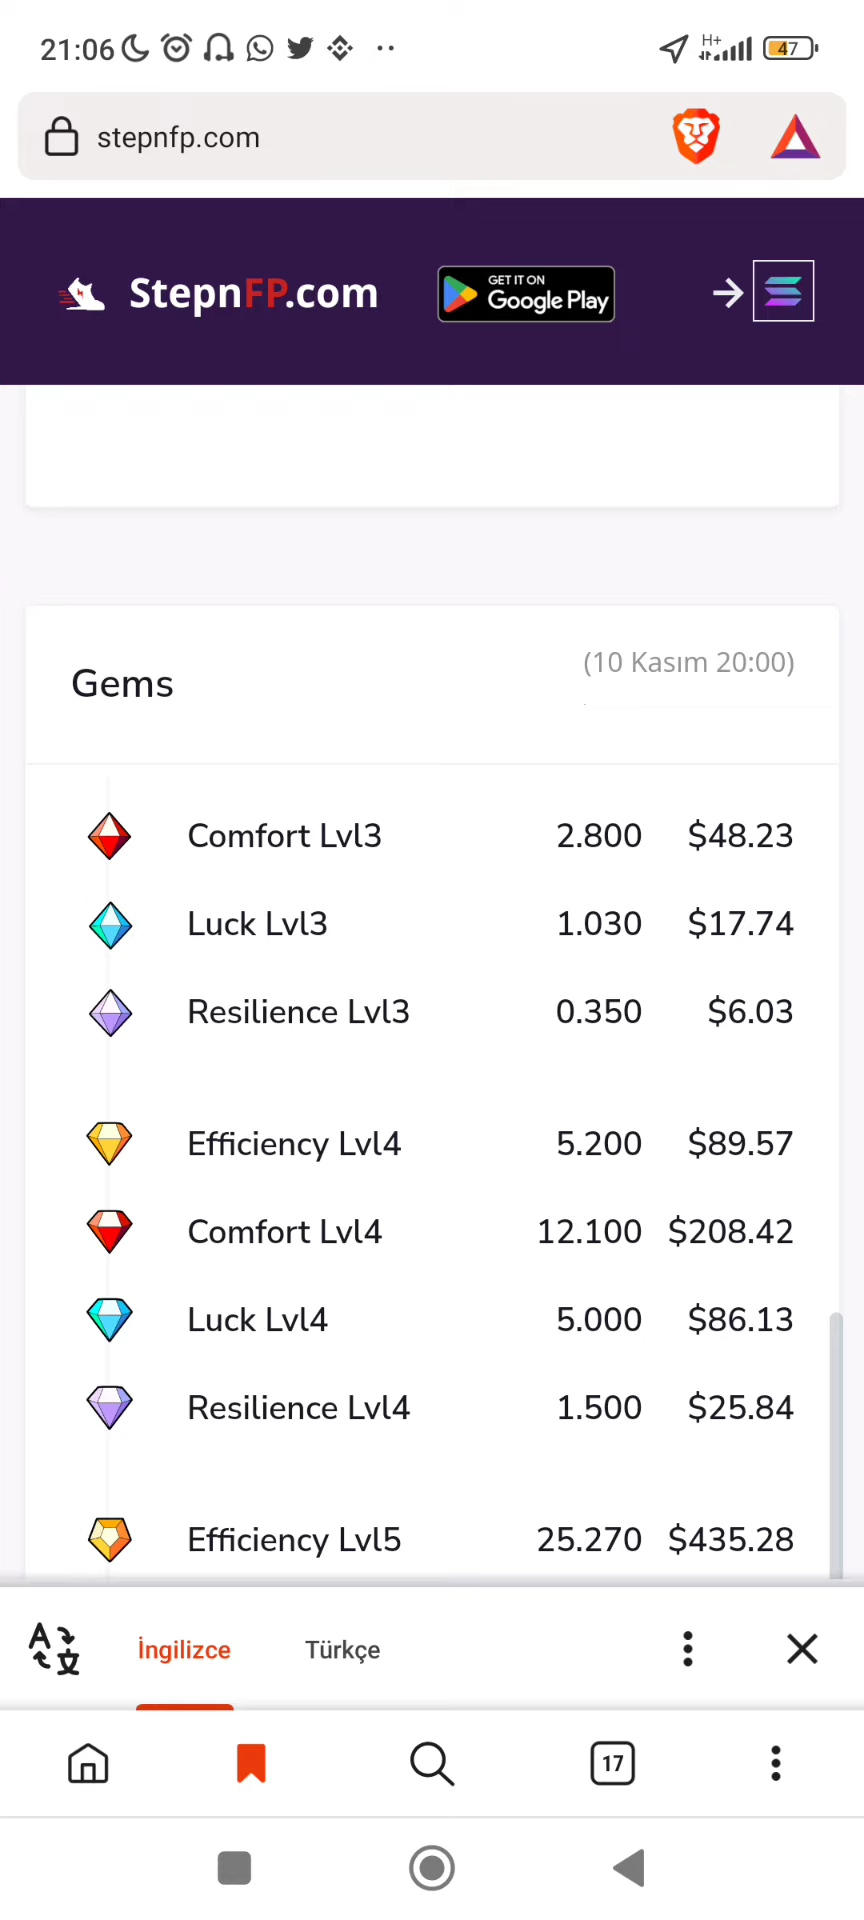 21:06
H+
47
stepnfp.com
StepnFP.com
GET IT ON
Google Play
Gems
(10 Kasım 20:00)
Comfort Lvl3 2.800 $48.23
Luck Lvl3 1.030 $17.74
Resilience Lvl3 0.350 $6.03
Efficiency Lvl4 5.200 $89.57
Comfort Lvl4 12.100 $208.42
Luck Lvl4 5.000 $86.13
Resilience Lvl4 1.500 $25.84
Efficiency Lvl5 25.270 $435.28
İngilizce Türkçe
17